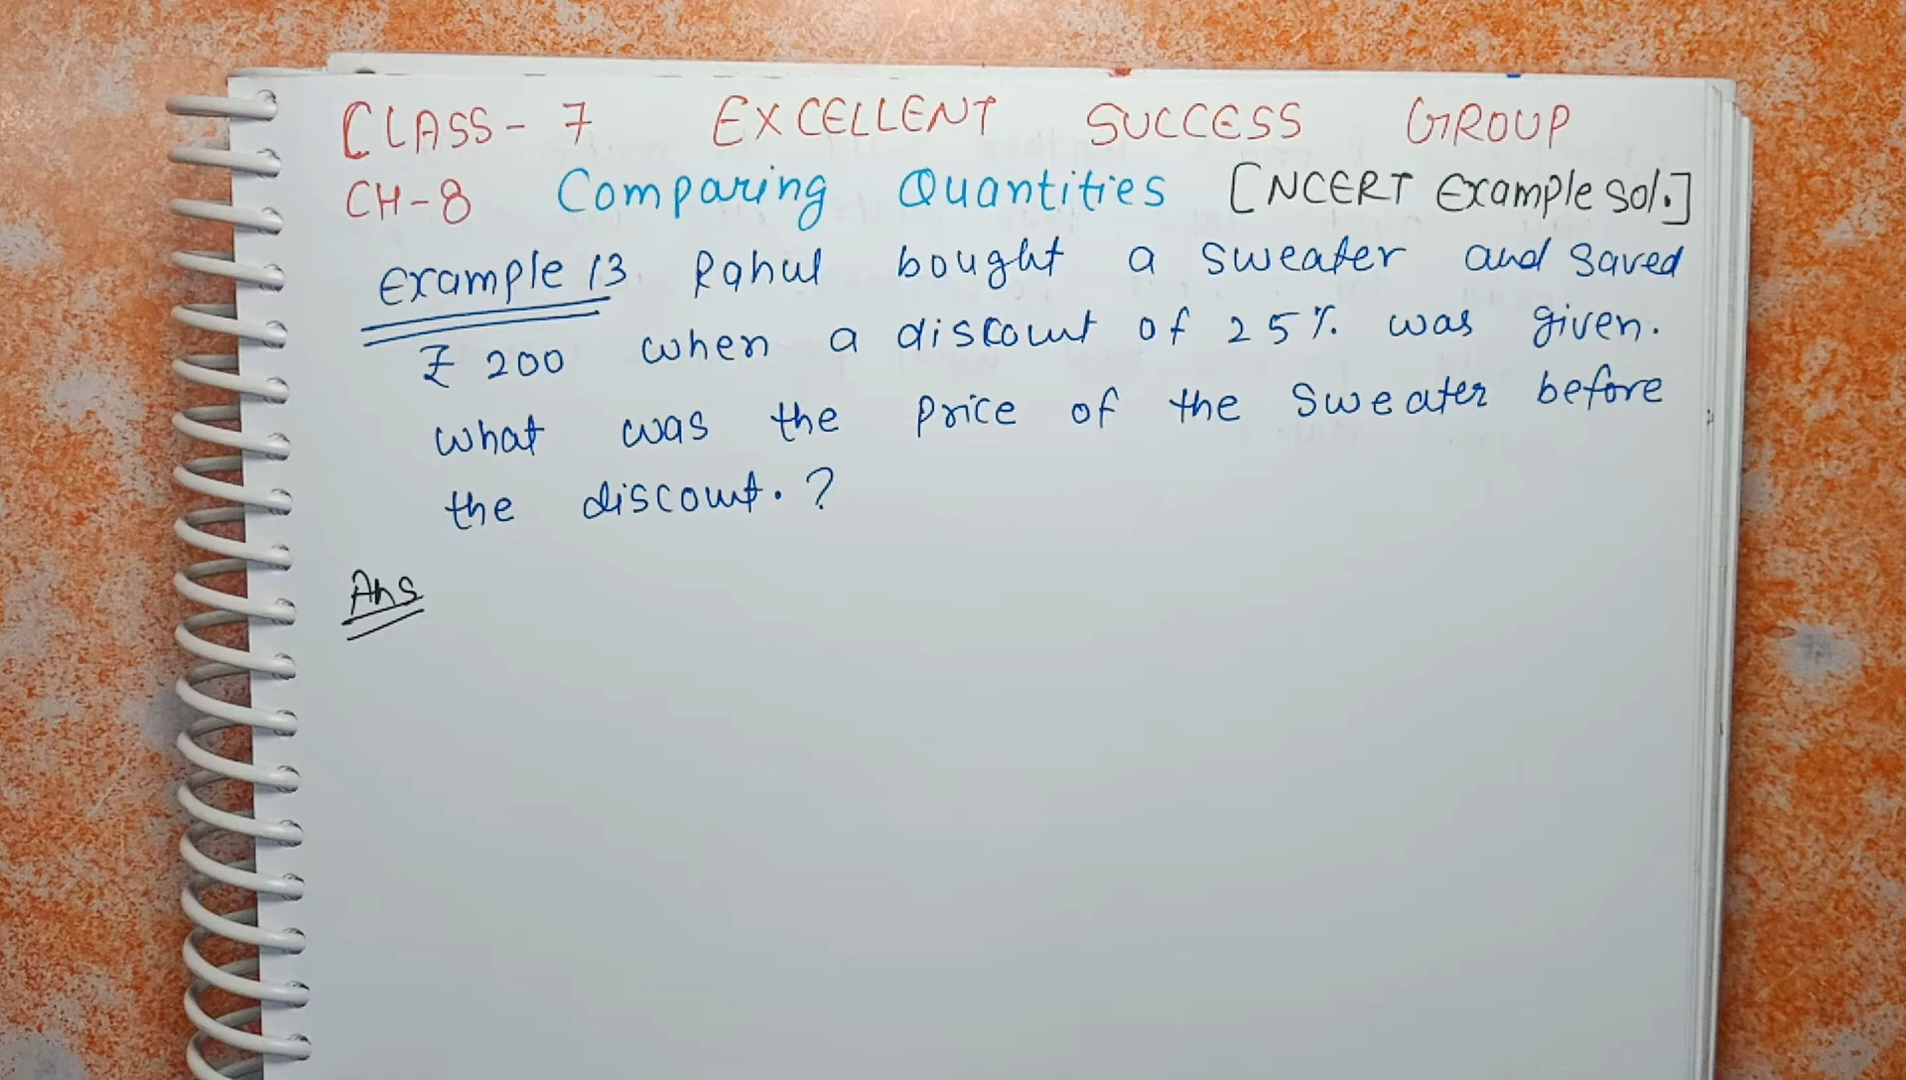 CLASS-7 EXCELLENT SUCCESS GROUP
CH-8 Comparing Quantities [NCERT Example sol.]
Example 13 Rahul bought a sweater and saved
₹ 200 when a discount of 25% was given.
what was the price of the sweater before
the discount.?
Ans